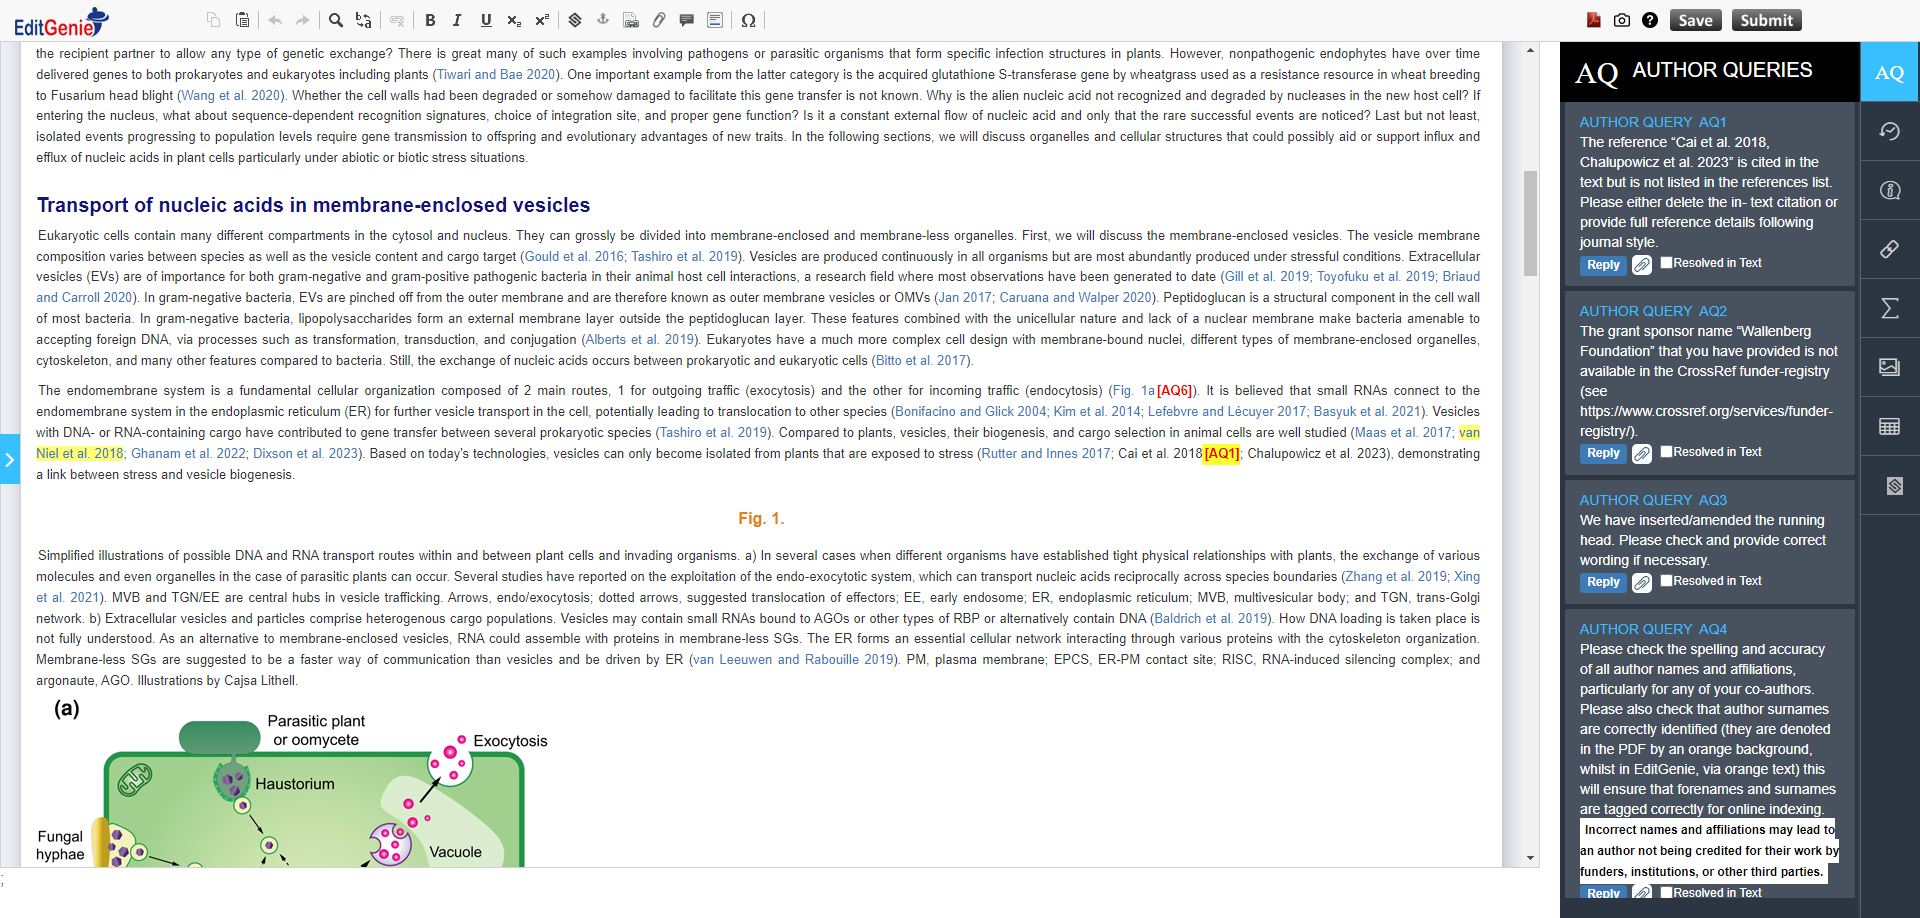 EditGenie
B I U x₂ x² Ω
Save Submit
the recipient partner to allow any type of genetic exchange? There is great many of such examples involving pathogens or parasitic organisms that form specific infection structures in plants. However, nonpathogenic endophytes have over time
delivered genes to both prokaryotes and eukaryotes including plants (Tiwari and Bae 2020). One important example from the latter category is the acquired glutathione S-transferase gene by wheatgrass used as a resistance resource in wheat breeding
to Fusarium head blight (Wang et al. 2020). Whether the cell walls had been degraded or somehow damaged to facilitate this gene transfer is not known. Why is the alien nucleic acid not recognized and degraded by nucleases in the new host cell? If
entering the nucleus, what about sequence-dependent recognition signatures, choice of integration site, and proper gene function? Is it a constant external flow of nucleic acid and only that the rare successful events are noticed? Last but not least,
isolated events progressing to population levels require gene transmission to offspring and evolutionary advantages of new traits. In the following sections, we will discuss organelles and cellular structures that could possibly aid or support influx and
efflux of nucleic acids in plant cells particularly under abiotic or biotic stress situations.
Transport of nucleic acids in membrane-enclosed vesicles
Eukaryotic cells contain many different compartments in the cytosol and nucleus. They can grossly be divided into membrane-enclosed and membrane-less organelles. First, we will discuss the membrane-enclosed vesicles. The vesicle membrane
composition varies between species as well as the vesicle content and cargo target (Gould et al. 2016; Tashiro et al. 2019). Vesicles are produced continuously in all organisms but are most abundantly produced under stressful conditions. Extracellular
vesicles (EVs) are of importance for both gram-negative and gram-positive pathogenic bacteria in their animal host cell interactions, a research field where most observations have been generated to date (Gill et al. 2019; Toyofuku et al. 2019; Briaud
and Carroll 2020). In gram-negative bacteria, EVs are pinched off from the outer membrane and are therefore known as outer membrane vesicles or OMVs (Jan 2017; Caruana and Walper 2020). Peptidoglucan is a structural component in the cell wall
of most bacteria. In gram-negative bacteria, lipopolysaccharides form an external membrane layer outside the peptidoglucan layer. These features combined with the unicellular nature and lack of a nuclear membrane make bacteria amenable to
accepting foreign DNA, via processes such as transformation, transduction, and conjugation (Alberts et al. 2019). Eukaryotes have a much more complex cell design with membrane-bound nuclei, different types of membrane-enclosed organelles,
cytoskeleton, and many other features compared to bacteria. Still, the exchange of nucleic acids occurs between prokaryotic and eukaryotic cells (Bitto et al. 2017).
The endomembrane system is a fundamental cellular organization composed of 2 main routes, 1 for outgoing traffic (exocytosis) and the other for incoming traffic (endocytosis) (Fig. 1a[AQ6]). It is believed that small RNAs connect to the
endomembrane system in the endoplasmic reticulum (ER) for further vesicle transport in the cell, potentially leading to translocation to other species (Bonifacino and Glick 2004; Kim et al. 2014; Lefebvre and Lécuyer 2017; Basyuk et al. 2021). Vesicles
with DNA- or RNA-containing cargo have contributed to gene transfer between several prokaryotic species (Tashiro et al. 2019). Compared to plants, vesicles, their biogenesis, and cargo selection in animal cells are well studied (Maas et al. 2017; van
Niel et al. 2018; Ghanam et al. 2022; Dixson et al. 2023). Based on today's technologies, vesicles can only become isolated from plants that are exposed to stress (Rutter and Innes 2017; Cai et al. 2018[AQ1]; Chalupowicz et al. 2023), demonstrating
a link between stress and vesicle biogenesis.
Fig. 1.
Simplified illustrations of possible DNA and RNA transport routes within and between plant cells and invading organisms. a) In several cases when different organisms have established tight physical relationships with plants, the exchange of various
molecules and even organelles in the case of parasitic plants can occur. Several studies have reported on the exploitation of the endo-exocytotic system, which can transport nucleic acids reciprocally across species boundaries (Zhang et al. 2019; Xing
et al. 2021). MVB and TGN/EE are central hubs in vesicle trafficking. Arrows, endo/exocytosis; dotted arrows, suggested translocation of effectors; EE, early endosome; ER, endoplasmic reticulum; MVB, multivesicular body; and TGN, trans-Golgi
network. b) Extracellular vesicles and particles comprise heterogenous cargo populations. Vesicles may contain small RNAs bound to AGOs or other types of RBP or alternatively contain DNA (Baldrich et al. 2019). How DNA loading is taken place is
not fully understood. As an alternative to membrane-enclosed vesicles, RNA could assemble with proteins in membrane-less SGs. The ER forms an essential cellular network interacting through various proteins with the cytoskeleton organization.
Membrane-less SGs are suggested to be a faster way of communication than vesicles and be driven by ER (van Leeuwen and Rabouille 2019). PM, plasma membrane; EPCS, ER-PM contact site; RISC, RNA-induced silencing complex; and
argonaute, AGO. Illustrations by Cajsa Lithell.
(a)
Parasitic plant
or oomycete
Exocytosis
Haustorium
Fungal
hyphae
Vacuole
;
AQ AUTHOR QUERIES
AQ
AUTHOR QUERY AQ1
The reference “Cai et al. 2018,
Chalupowicz et al. 2023” is cited in the
text but is not listed in the references list.
Please either delete the in- text citation or
provide full reference details following
journal style.
Reply Resolved in Text
AUTHOR QUERY AQ2
The grant sponsor name “Wallenberg
Foundation” that you have provided is not
available in the CrossRef funder-registry
(see
https://www.crossref.org/services/funder-
registry/).
Reply Resolved in Text
AUTHOR QUERY AQ3
We have inserted/amended the running
head. Please check and provide correct
wording if necessary.
Reply Resolved in Text
AUTHOR QUERY AQ4
Please check the spelling and accuracy
of all author names and affiliations,
particularly for any of your co-authors.
Please also check that author surnames
are correctly identified (they are denoted
in the PDF by an orange background,
whilst in EditGenie, via orange text) this
will ensure that forenames and surnames
are tagged correctly for online indexing.
Incorrect names and affiliations may lead to
an author not being credited for their work by
funders, institutions, or other third parties.
Reply Resolved in Text